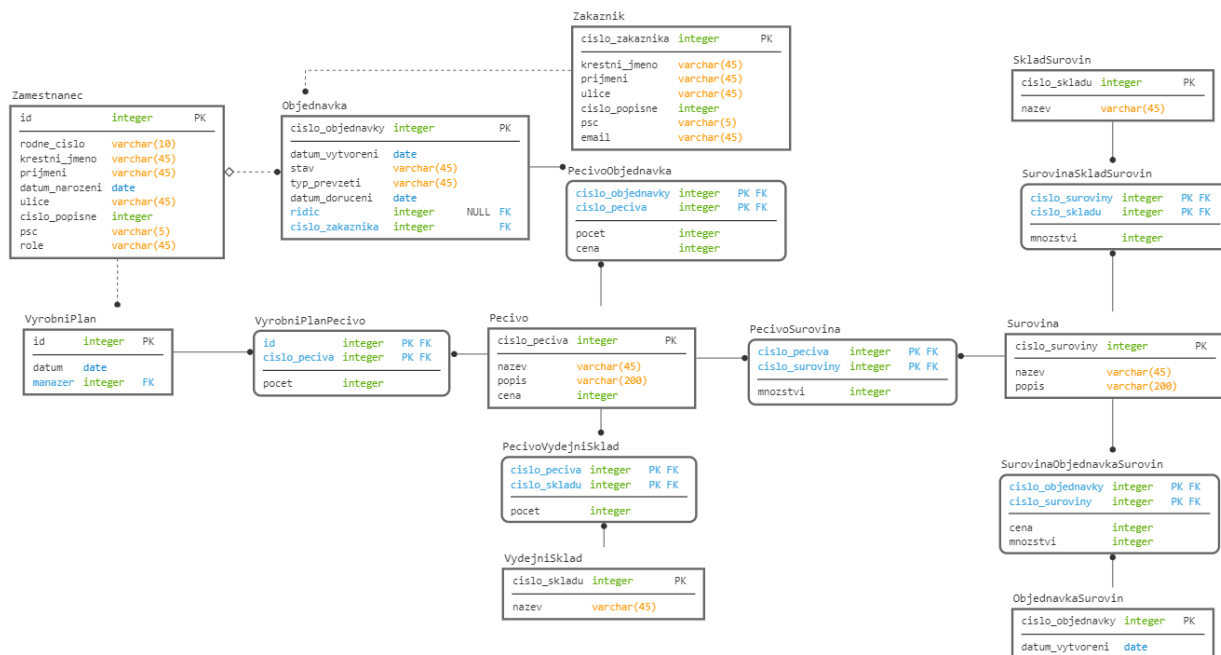 Zakaznik
cislo_zakaznika integer PK
krestni_jmeno varchar(45)
prijmeni varchar(45)
ulice varchar(45)
cislo_popisne integer
psc varchar(5)
email varchar(45)
SkladSurovin
cislo_skladu integer PK
nazev varchar(45)
Zamestnanec
id integer PK
rodne_cislo varchar(10)
krestni_jmeno varchar(45)
prijmeni varchar(45)
datum_narozeni date
ulice varchar(45)
cislo_popisne integer
psc varchar(5)
role varchar(45)
Objednavka
cislo_objednavky integer PK
datum_vytvoreni date
stav varchar(45)
typ_prevzeti varchar(45)
datum_doruceni date
ridic integer NULL FK
cislo_zakaznika integer FK
PecivoObjednavka
cislo_objednavky integer PK FK
cislo_peciva integer PK FK
pocet integer
cena integer
SurovinaSkladSurovin
cislo_suroviny integer PK FK
cislo_skladu integer PK FK
mnozstvi integer
VyrobniPlan
id integer PK
datum date
manazer integer FK
VyrobniPlanPecivo
id integer PK FK
cislo_peciva integer PK FK
pocet integer
Pecivo
cislo_peciva integer PK
nazev varchar(45)
popis varchar(200)
cena integer
PecivoSurovina
cislo_peciva integer PK FK
cislo_suroviny integer PK FK
mnozstvi integer
Surovina
cislo_suroviny integer PK
nazev varchar(45)
popis varchar(200)
PecivoVydejniSklad
cislo_peciva integer PK FK
cislo_skladu integer PK FK
pocet integer
SurovinaObjednavkaSurovin
cislo_objednavky integer PK FK
cislo_suroviny integer PK FK
cena integer
mnozstvi integer
VydejniSklad
cislo_skladu integer PK
nazev varchar(45)
ObjednavkaSurovin
cislo_objednavky integer PK
datum_vytvoreni date